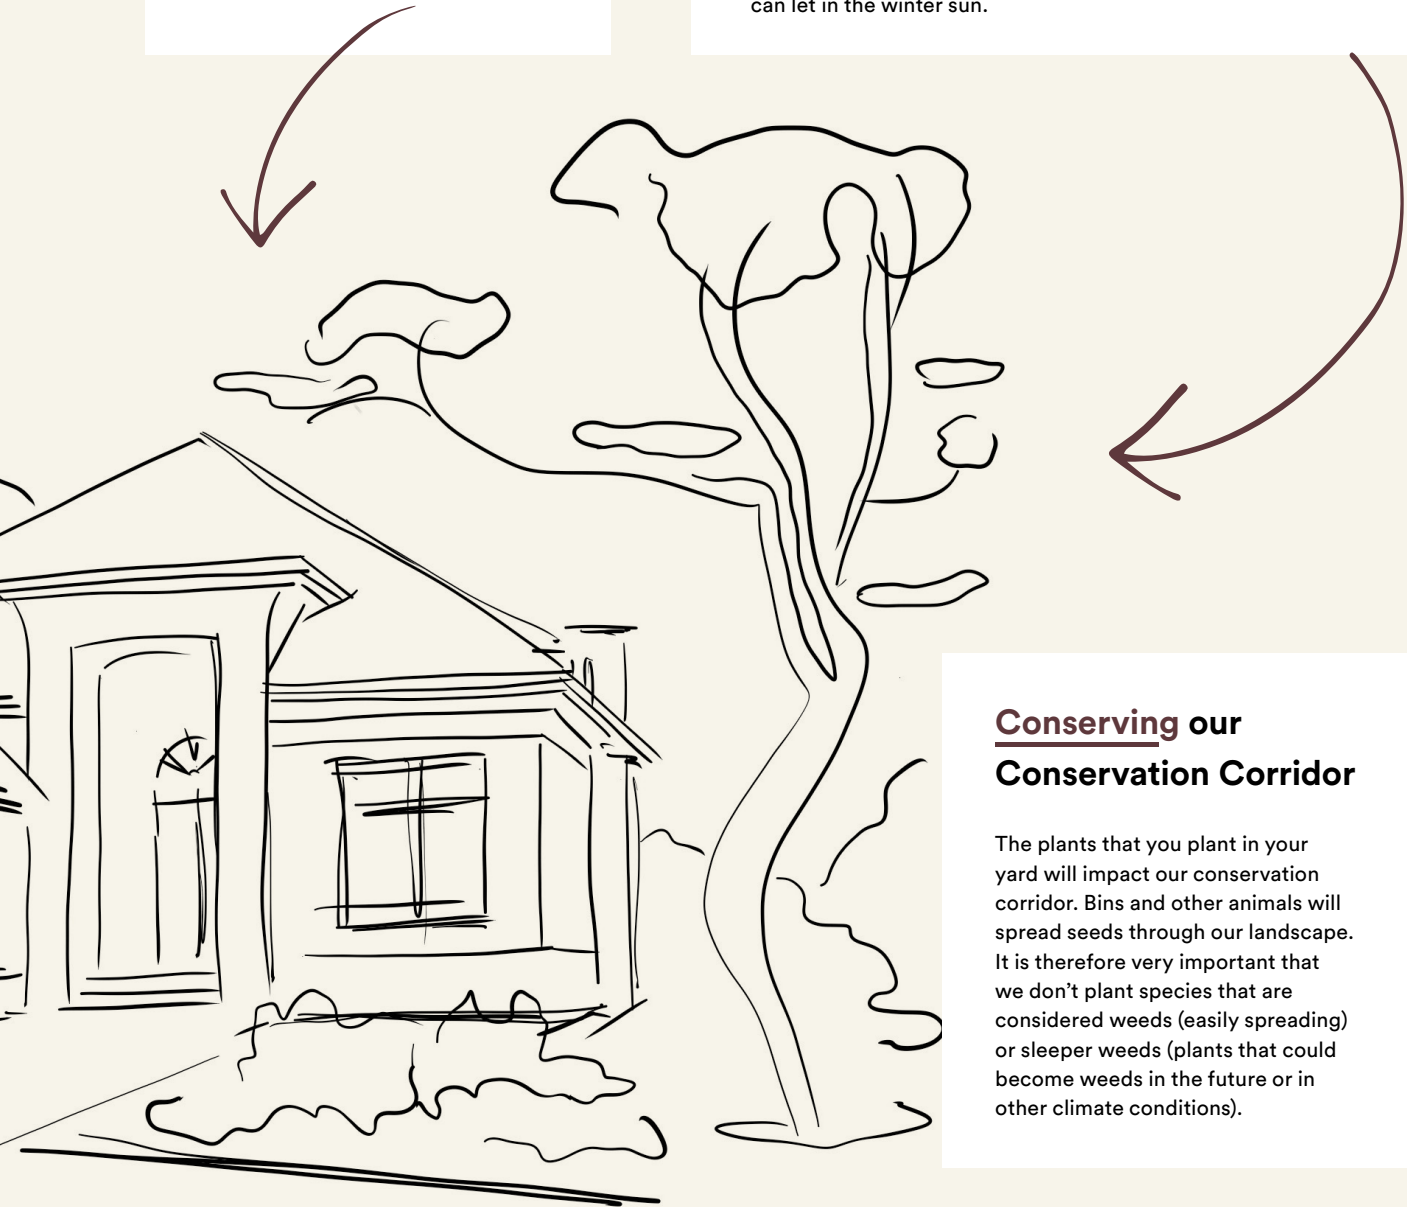 can let in the winter sun.
Conserving our
Conservation Corridor
The plants that you plant in your
yard will impact our conservation
corridor. Bins and other animals will
spread seeds through our landscape.
It is therefore very important that
we don’t plant species that are
considered weeds (easily spreading)
or sleeper weeds (plants that could
become weeds in the future or in
other climate conditions).